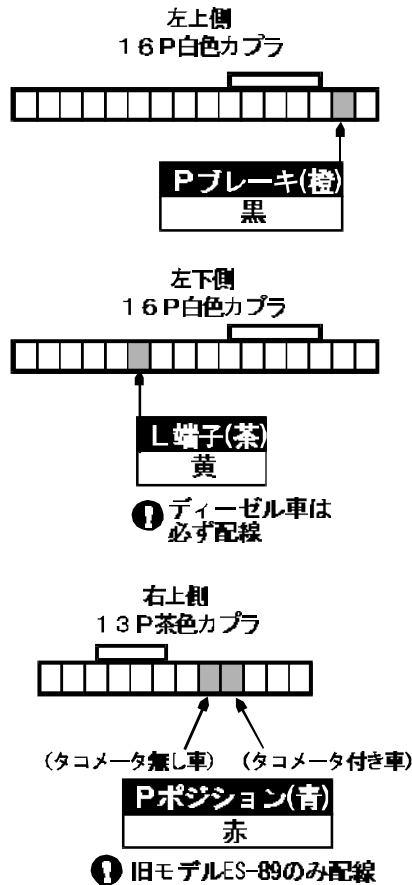 左上側
16P白色カプラ
Pブレーキ(橙)
黒
左下側
16P白色カプラ
L端子(茶)
黄
ディーゼル車は
必ず配線
右上側
13P茶色カプラ
(タコメータ無し車) (タコメータ付き車)
Pポジション(青)
赤
旧モデルES-89のみ配線